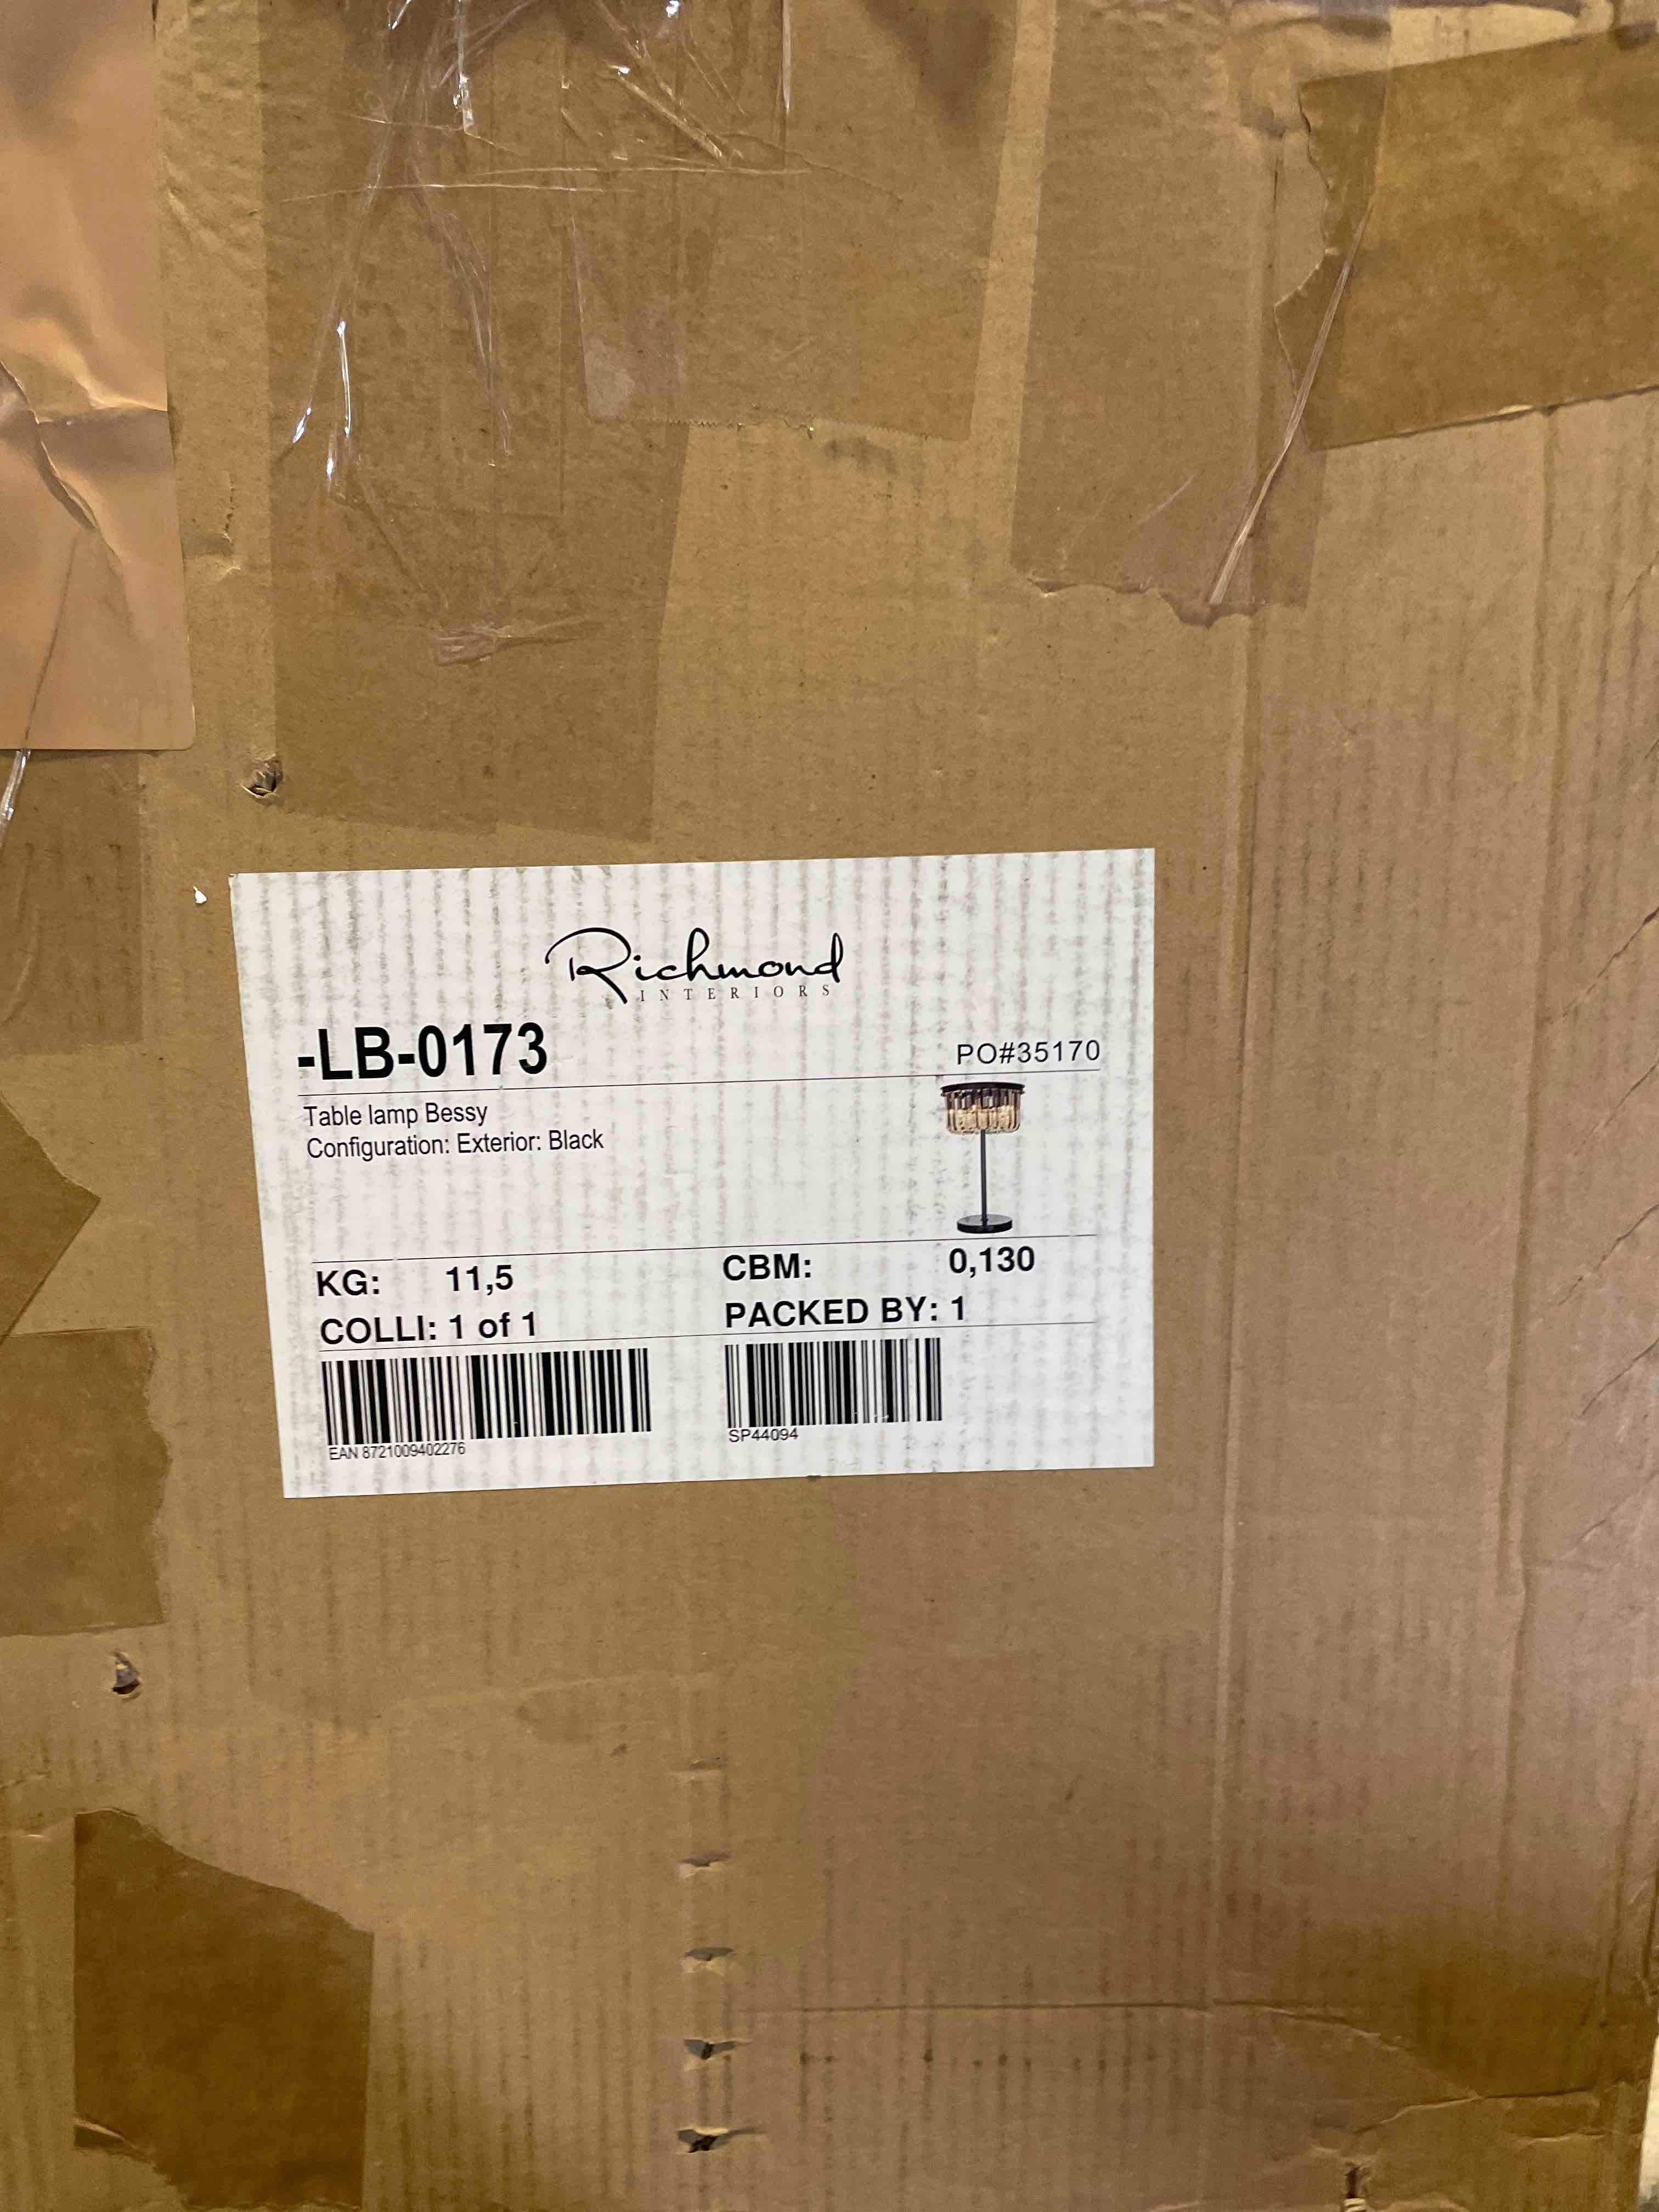 Richmond
INTERIORS
-LB-0173
PO#35170
Table lamp Bessy
Configuration: Exterior: Black
KG: 11,5
CBM: 0,130
COLLI: 1 of 1
PACKED BY: 1
EAN 8721009402276
SP44094